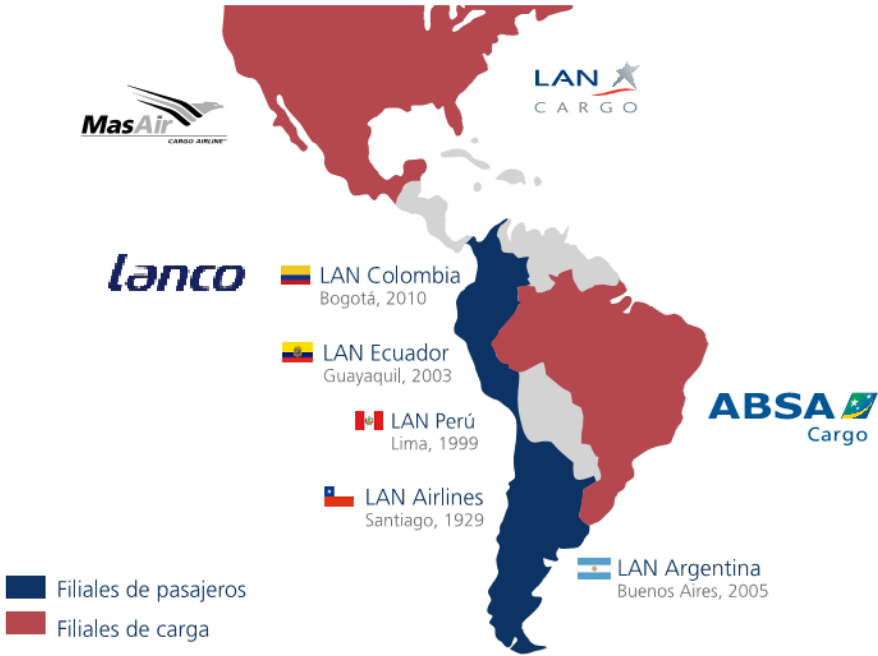 LAN
CARGO
MasAir
CARGO AIRLINE
lanco
LAN Colombia
Bogotá, 2010
LAN Ecuador
Guayaquil, 2003
LAN Perú
Lima, 1999
ABSA
Cargo
LAN Airlines
Santiago, 1929
LAN Argentina
Buenos Aires, 2005
Filiales de pasajeros
Filiales de carga